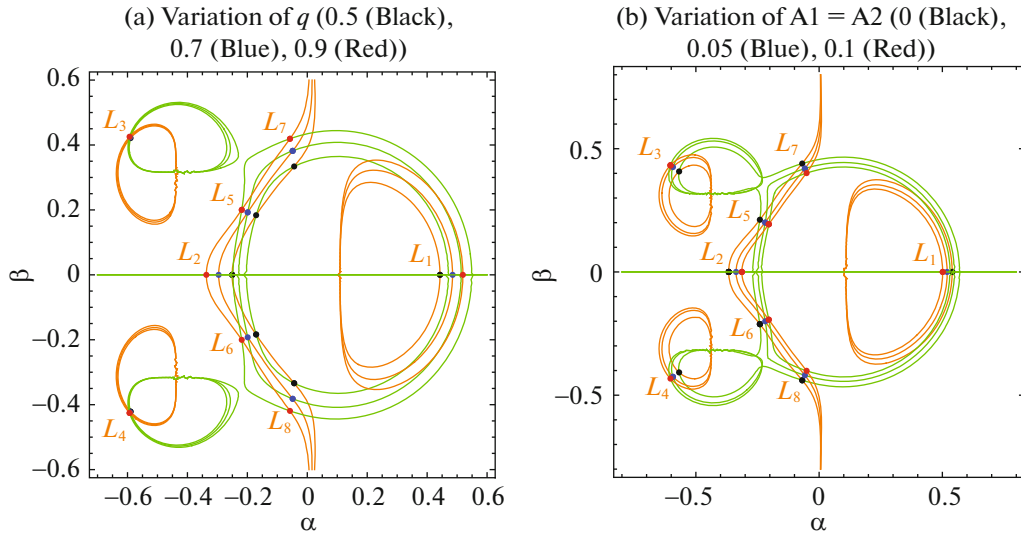 (a) Variation of q (0.5 (Black),
0.7 (Blue), 0.9 (Red))
0.6
0.4
0.2
0
−0.2
−0.4
−0.6
β
L3
L7
L5
L2
L1
L6
L4
L8
−0.6 −0.4 −0.2 0 0.2 0.4 0.6
α
(b) Variation of A1 = A2 (0 (Black),
0.05 (Blue), 0.1 (Red))
0.5
0
−0.5
β
L3
L7
L5
L2
L1
L6
L4
L8
−0.5 0 0.5
α